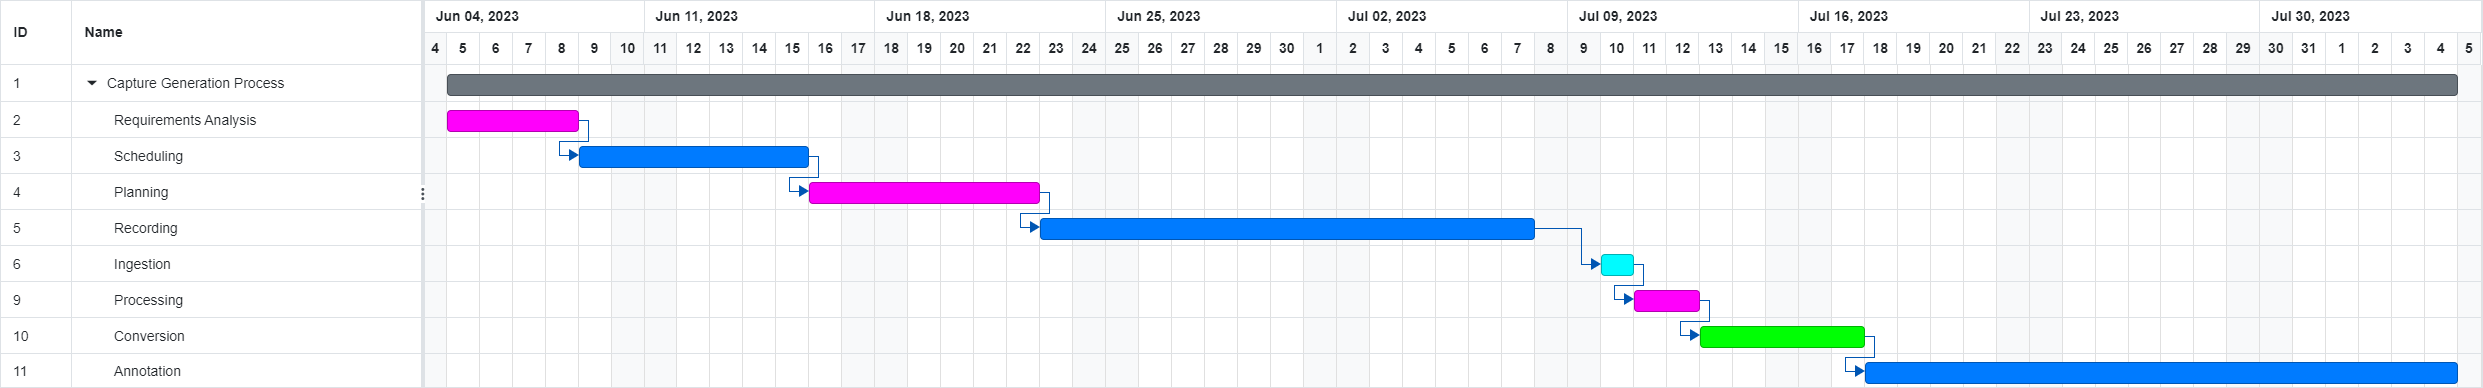 ID Name Jun 04, 2023 Jun 11, 2023 Jun 18, 2023 Jun 25, 2023 Jul 02, 2023 Jul 09, 2023 Jul 16, 2023 Jul 23, 2023 Jul 30, 2023
4 5 6 7 8 9 10 11 12 13 14 15 16 17 18 19 20 21 22 23 24 25 26 27 28 29 30 1 2 3 4 5 6 7 8 9 10 11 12 13 14 15 16 17 18 19 20 21 22 23 24 25 26 27 28 29 30 31 1 2 3 4 5
1 Capture Generation Process
2 Requirements Analysis
3 Scheduling
4 Planning
5 Recording
6 Ingestion
9 Processing
10 Conversion
11 Annotation